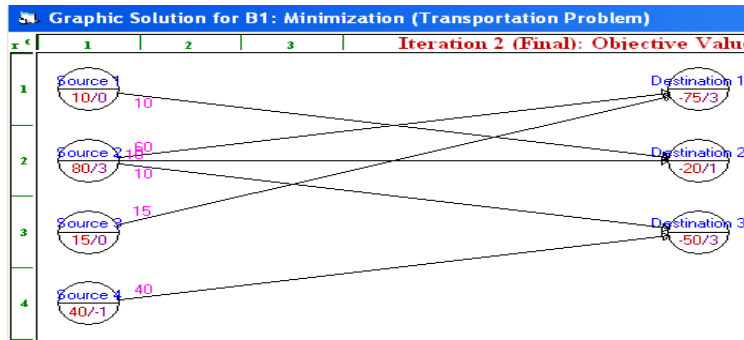 Graphic Solution for B1: Minimization (Transportation Problem)
r c 1 2 3 Iteration 2 (Final): Objective Valu
1
Source 1
10/0
10
Destination 1
-75/3
2
Source 2
80/3
60
10
10
Destination 2
-20/1
3
Source 3
15/0
15
Destination 3
-50/3
4
Source 4
40/-1
40